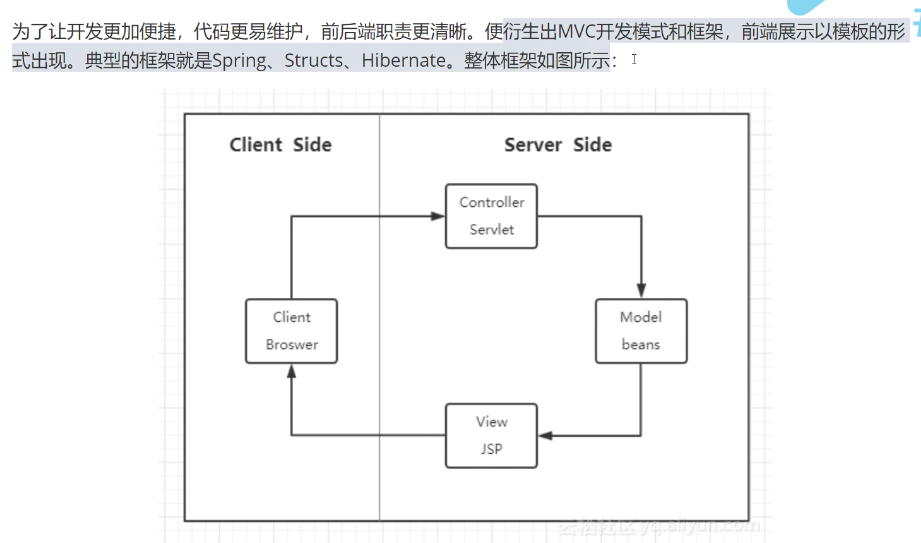 为了让开发更加便捷，代码更易维护，前后端职责更清晰。便衍生出MVC开发模式和框架，前端展示以模板的形
式出现。典型的框架就是Spring、Structs、Hibernate。整体框架如图所示：
Client Side
Server Side
Controller
Servlet
Client
Broswer
Model
beans
View
JSP
云栖社区 yq.aliyun.com